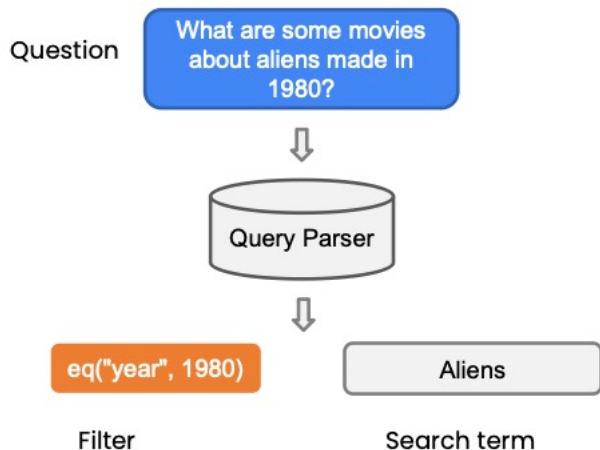 Question
What are some movies
about aliens made in
1980?
Query Parser
eq("year", 1980)
Aliens
Filter
Search term